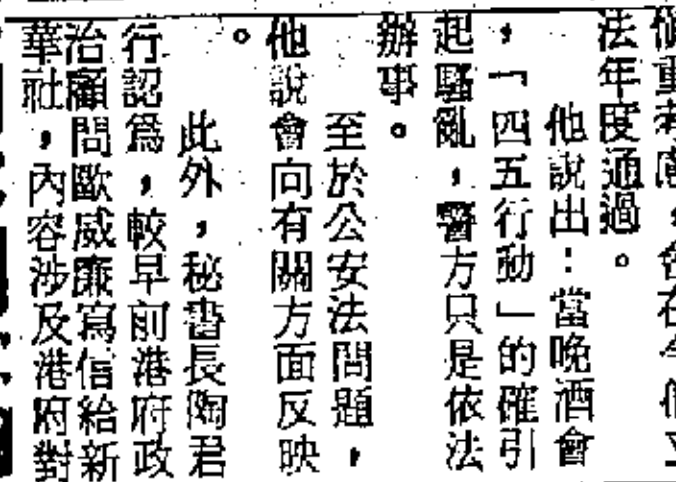 法年度通過。
他說出：當晚酒會
，「四五行動」的確引
起騷亂，警方只是依法
辦事。
至於公安法問題，
他說會向有關方面反映
。
此外，秘書長陶君
行認爲，較早前港府政
治顧問歐威廉寫信給新
華社，內容涉及港府對